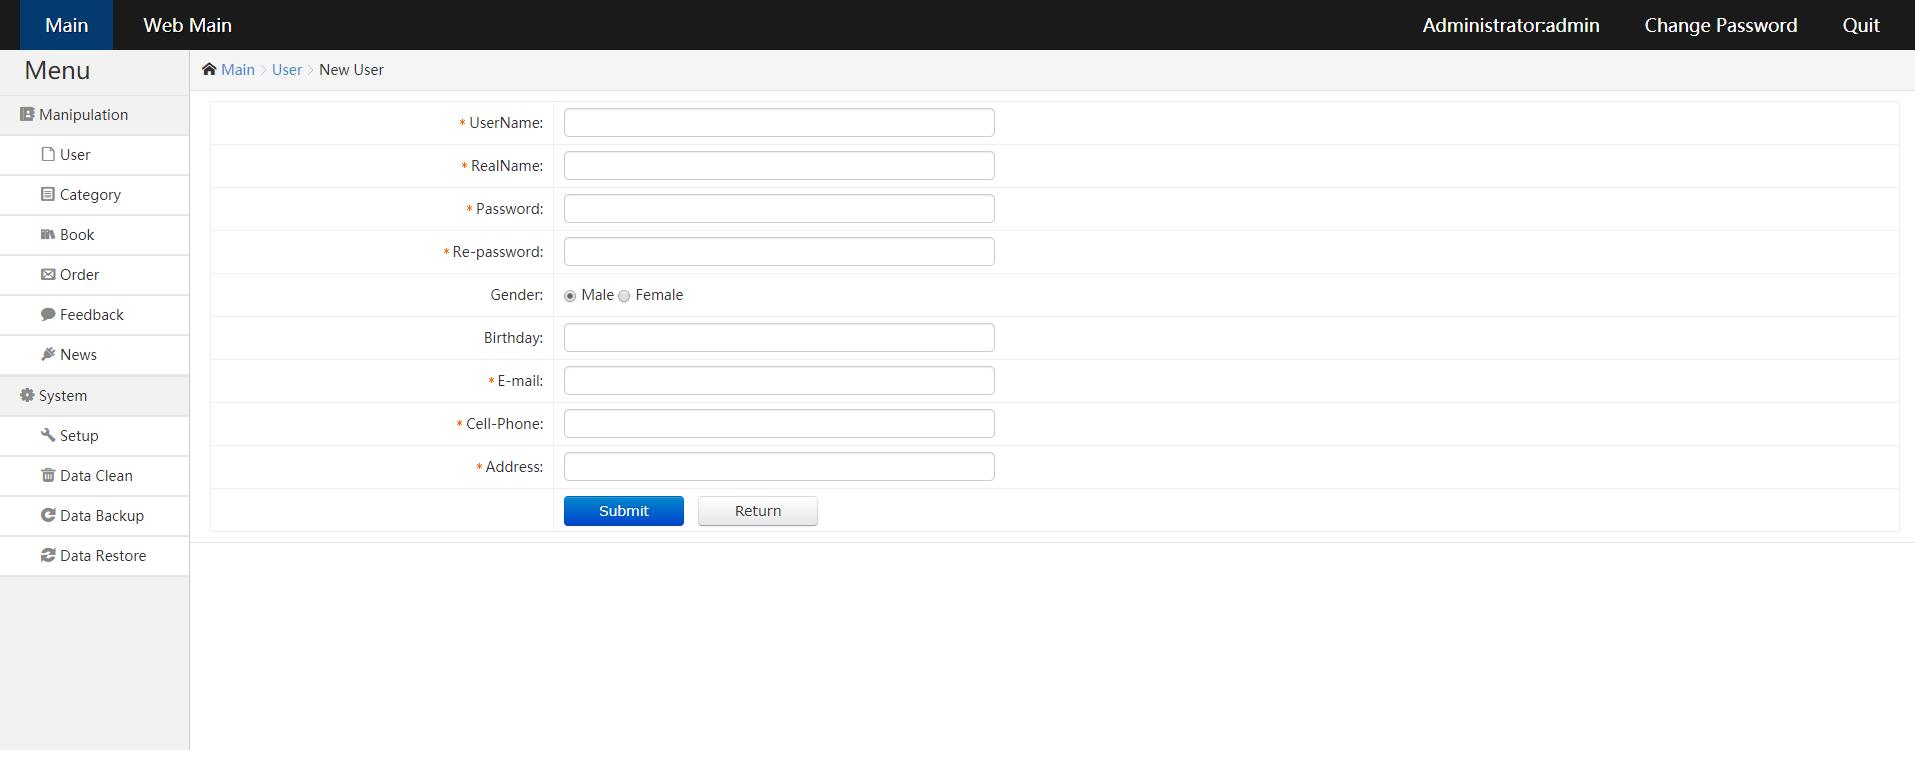 Main Web Main Administrator:admin Change Password Quit
Menu
Main User New User
Manipulation
User
Category
Book
Order
Feedback
News
System
Setup
Data Clean
Data Backup
Data Restore
* UserName:
* RealName:
* Password:
* Re-password:
Gender: Male Female
Birthday:
* E-mail:
* Cell-Phone:
* Address:
Submit Return